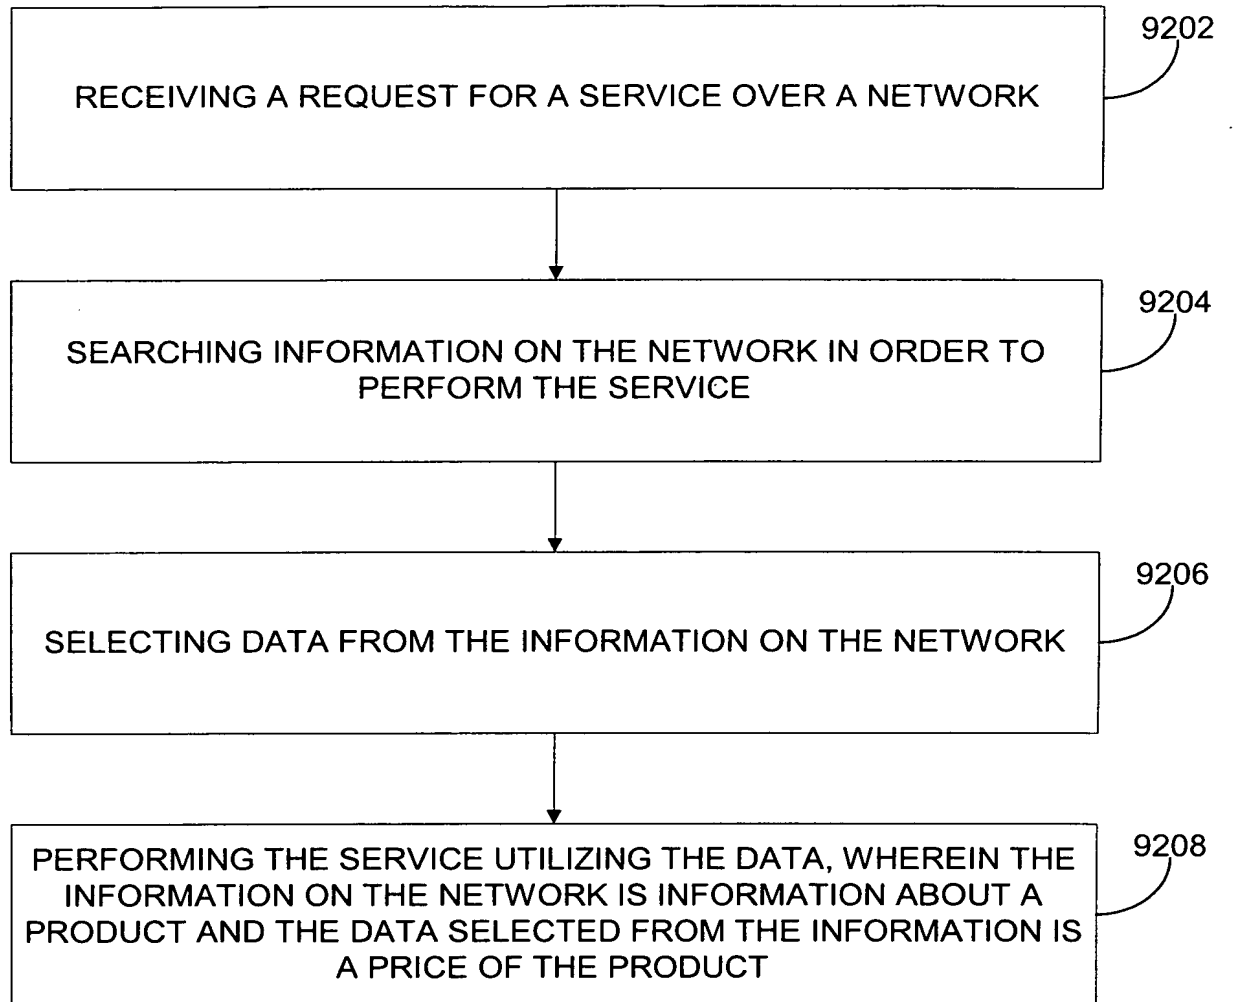 9202
RECEIVING A REQUEST FOR A SERVICE OVER A NETWORK
9204
SEARCHING INFORMATION ON THE NETWORK IN ORDER TO
PERFORM THE SERVICE
9206
SELECTING DATA FROM THE INFORMATION ON THE NETWORK
9208
PERFORMING THE SERVICE UTILIZING THE DATA, WHEREIN THE
INFORMATION ON THE NETWORK IS INFORMATION ABOUT A
PRODUCT AND THE DATA SELECTED FROM THE INFORMATION IS
A PRICE OF THE PRODUCT